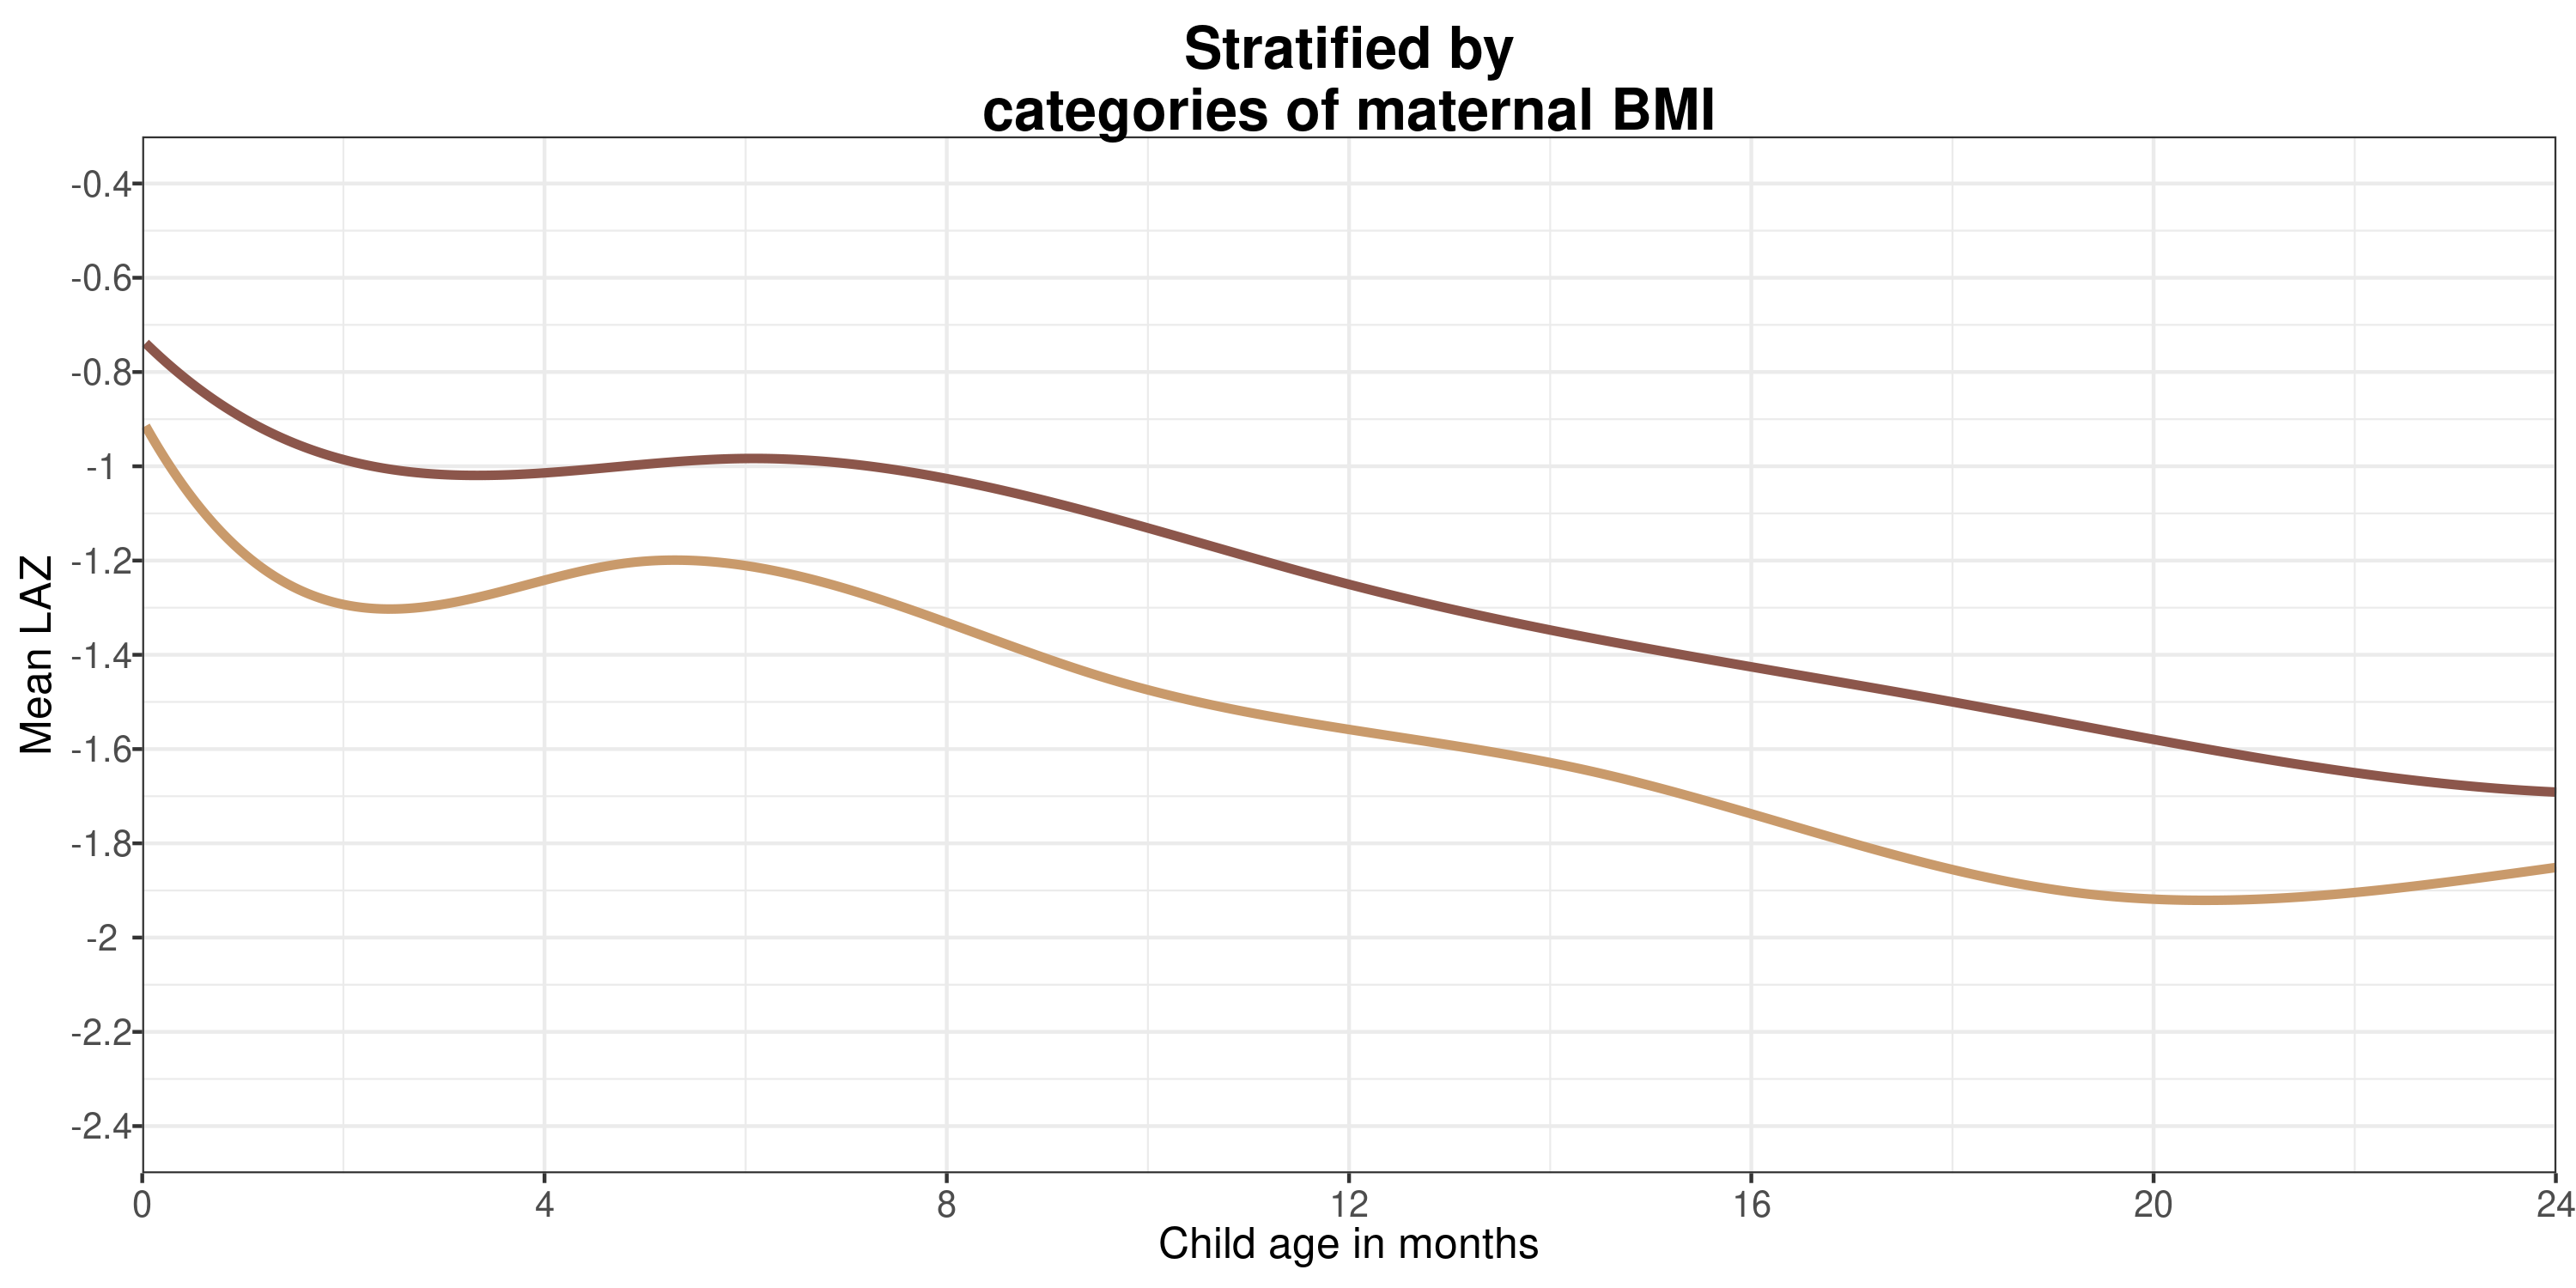 Stratified by
categories of maternal BMI
Mean LAZ
-0.4
-0.6
-0.8
-1
-1.2
-1.4
-1.6
-1.8
-2
-2.2
-2.4
0 4 8 12 16 20 24
Child age in months